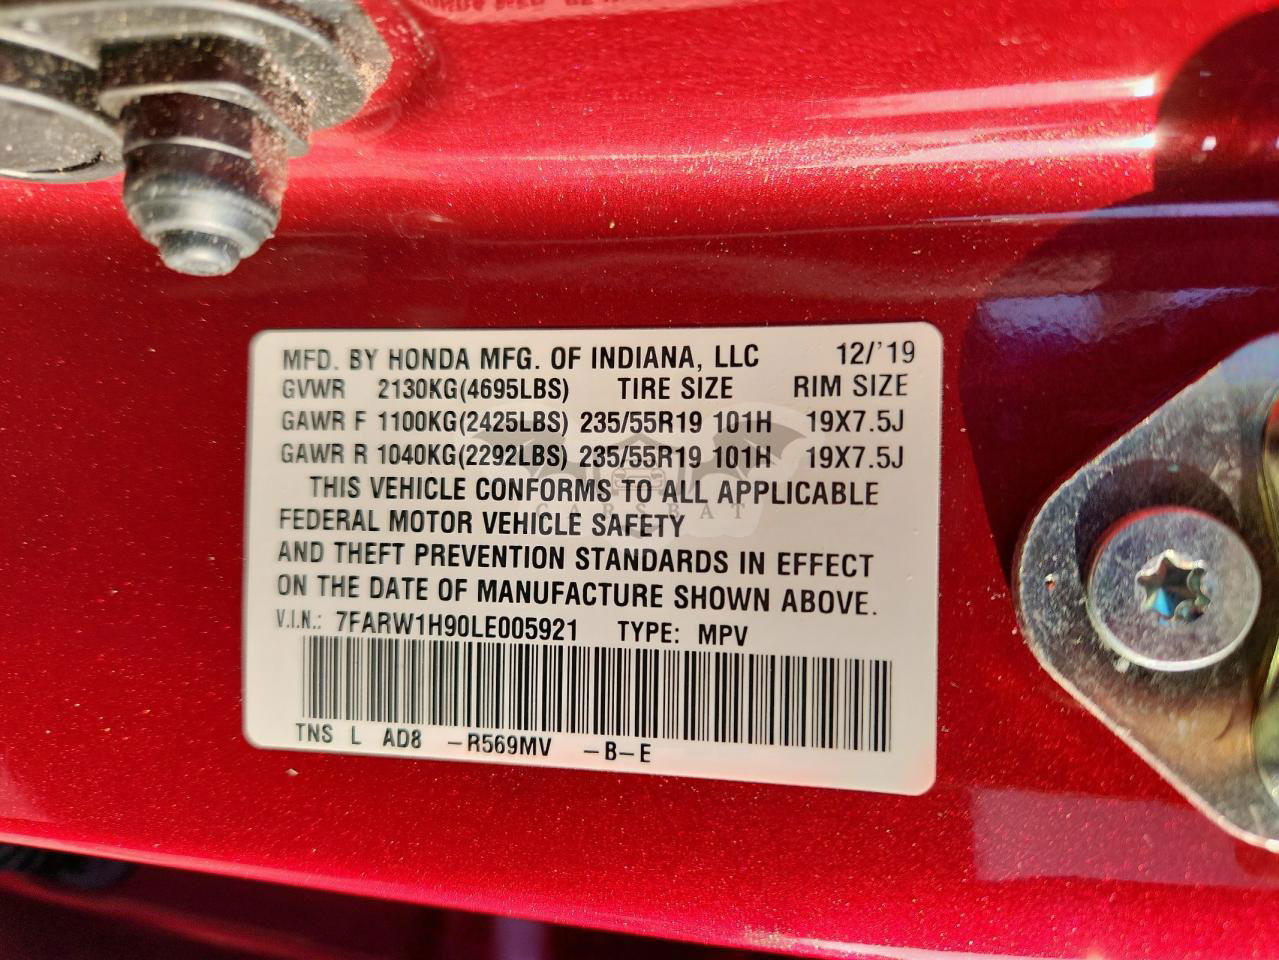 MFD. BY HONDA MFG. OF INDIANA, LLC 12/'19
GVWR 2130KG(4695LBS) TIRE SIZE RIM SIZE
GAWR F 1100KG(2425LBS) 235/55R19 101H 19X7.5J
GAWR R 1040KG(2292LBS) 235/55R19 101H 19X7.5J
THIS VEHICLE CONFORMS TO ALL APPLICABLE
CARSBAT
FEDERAL MOTOR VEHICLE SAFETY
AND THEFT PREVENTION STANDARDS IN EFFECT
ON THE DATE OF MANUFACTURE SHOWN ABOVE.
V.I.N.: 7FARW1H90LE005921 TYPE: MPV
TNS L AD8 -R569MV -B-E